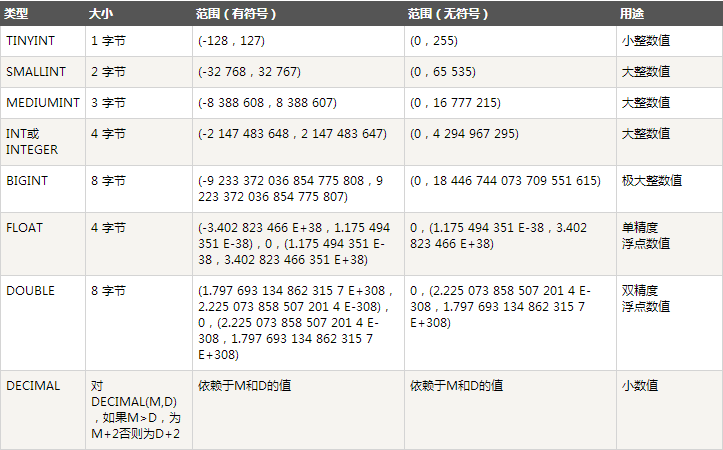 类型 大小 范围（有符号） 范围（无符号） 用途
TINYINT 1 字节 (-128，127) (0，255) 小整数值
SMALLINT 2 字节 (-32 768，32 767) (0，65 535) 大整数值
MEDIUMINT 3 字节 (-8 388 608，8 388 607) (0，16 777 215) 大整数值
INT或 4 字节 (-2 147 483 648，2 147 483 647) (0，4 294 967 295) 大整数值
INTEGER
BIGINT 8 字节 (-9 233 372 036 854 775 808，9 (0，18 446 744 073 709 551 615) 极大整数值
223 372 036 854 775 807)
FLOAT 4 字节 (-3.402 823 466 E+38，1.175 494 0，(1.175 494 351 E-38，3.402 单精度
351 E-38)，0，(1.175 494 351 E- 823 466 E+38) 浮点数值
38，3.402 823 466 351 E+38)
DOUBLE 8 字节 (1.797 693 134 862 315 7 E+308， 0，(2.225 073 858 507 201 4 E- 双精度
2.225 073 858 507 201 4 E-308)， 308，1.797 693 134 862 315 7 浮点数值
0，(2.225 073 858 507 201 4 E- E+308)
308，1.797 693 134 862 315 7
E+308)
DECIMAL 对 依赖于M和D的值 依赖于M和D的值 小数值
DECIMAL(M,D)
，如果M>D，为
M+2否则为D+2